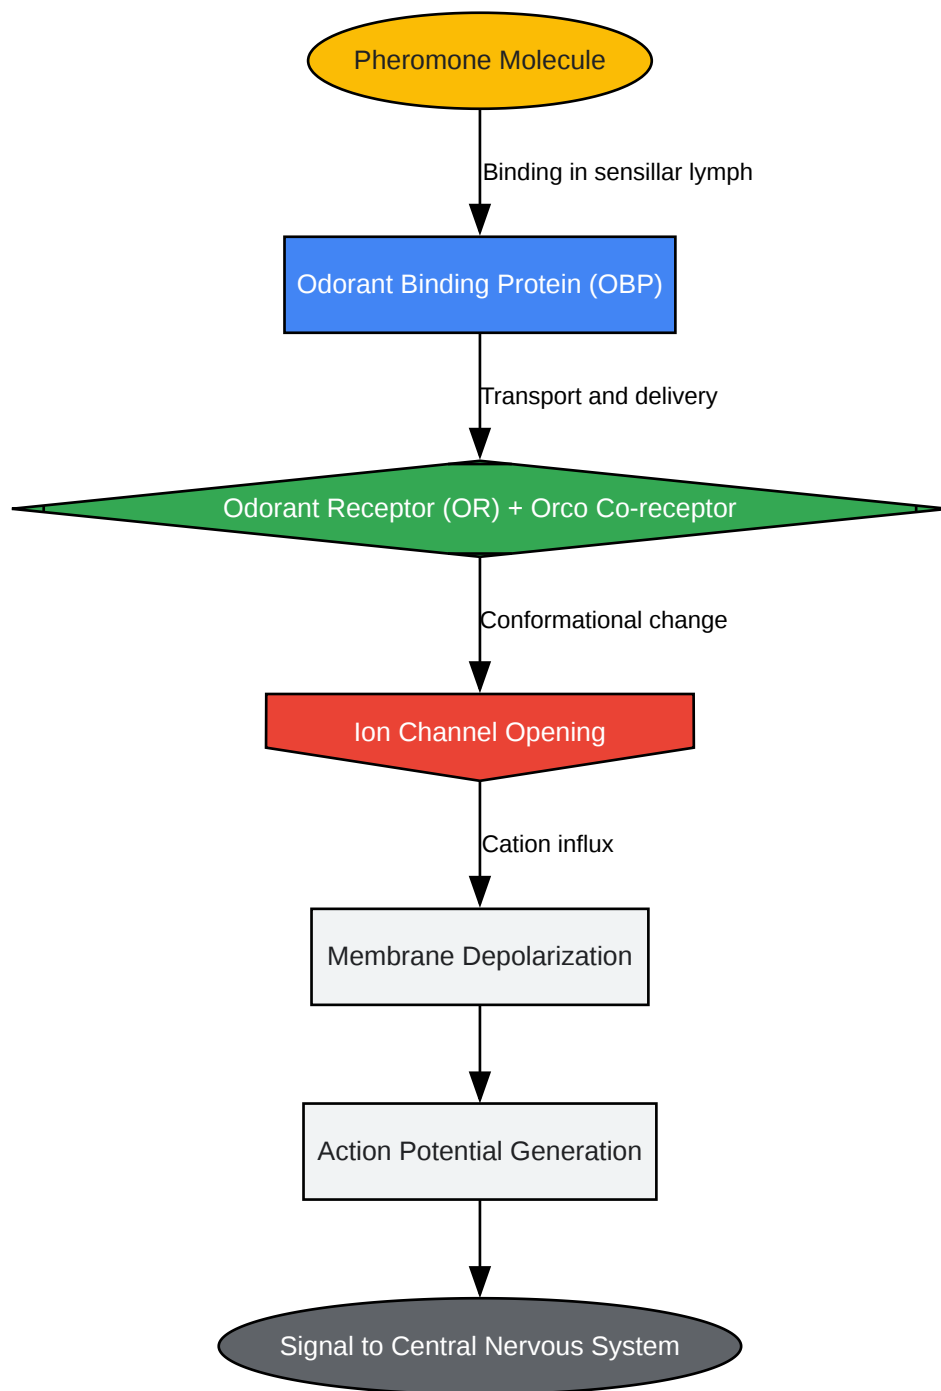 Pheromone Molecule
Binding in sensillar lymph
Odorant Binding Protein (OBP)
Transport and delivery
Odorant Receptor (OR) + Orco Co-receptor
Conformational change
Ion Channel Opening
Cation influx
Membrane Depolarization
Action Potential Generation
Signal to Central Nervous System